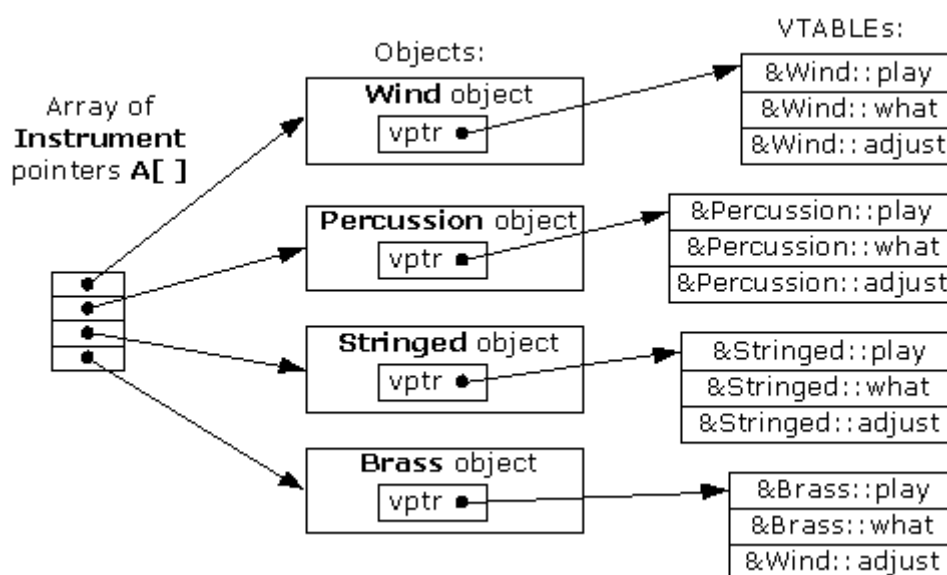 Array of
Instrument
pointers A[ ]
Objects:
Wind object
vptr
Percussion object
vptr
Stringed object
vptr
Brass object
vptr
VTABLEs:
&Wind::play
&Wind::what
&Wind::adjust
&Percussion::play
&Percussion::what
&Percussion::adjust
&Stringed::play
&Stringed::what
&Stringed::adjust
&Brass::play
&Brass::what
&Wind::adjust